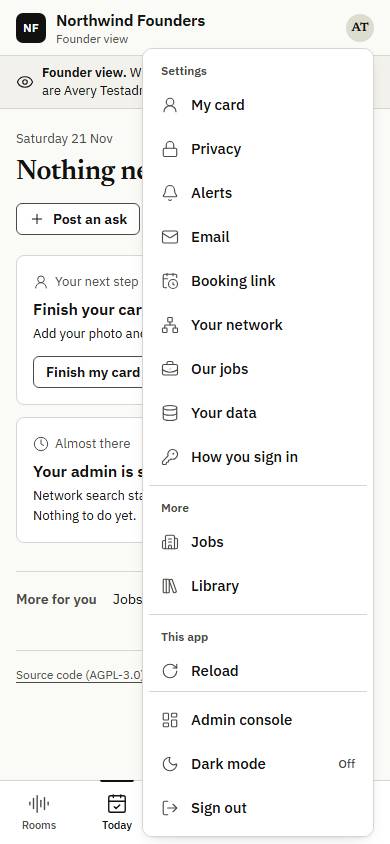 NF
Northwind Founders
Founder view
AT
Founder view. W
are Avery Testadr
Saturday 21 Nov
Nothing ne
Post an ask
Your next step
Finish your car
Add your photo and
Finish my card
Almost there
Your admin is s
Network search sta
Nothing to do yet.
More for you Jobs
Source code (AGPL-3.0)
Rooms
Today
Settings
My card
Privacy
Alerts
Email
Booking link
Your network
Our jobs
Your data
How you sign in
More
Jobs
Library
This app
Reload
Admin console
Dark mode Off
Sign out